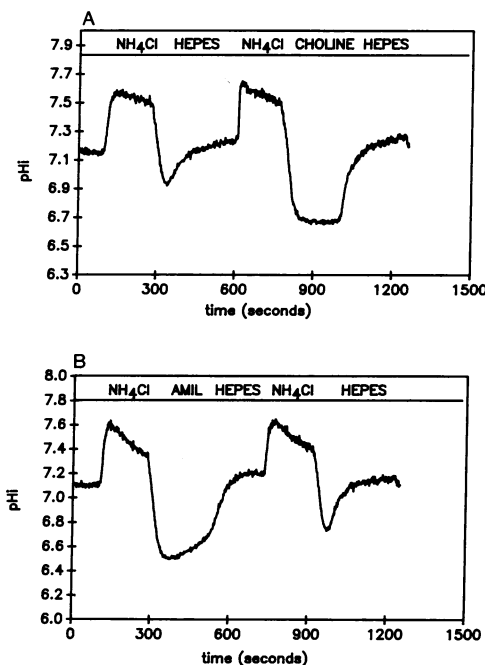 A
NH₄Cl HEPES NH₄Cl CHOLINE HEPES
7.9
7.7
7.5
7.3
7.1
6.9
6.7
6.5
6.3
pHi
0 300 600 900 1200 1500
time (seconds)
B
NH₄Cl AMIL HEPES NH₄Cl HEPES
8.0
7.8
7.6
7.4
7.2
7.0
6.8
6.6
6.4
6.2
6.0
pHi
0 300 600 900 1200 1500
time (seconds)